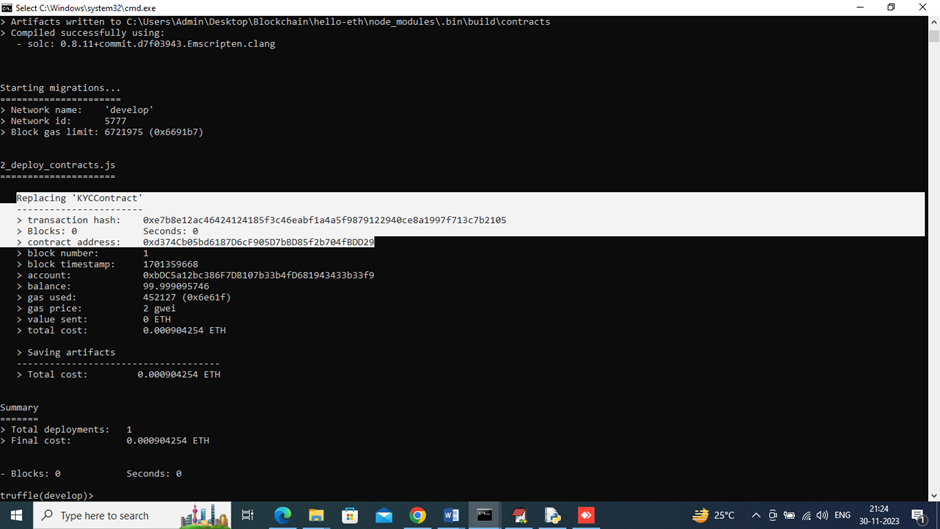 Select C:\Windows\system32\cmd.exe
> Artifacts written to C:\Users\Admin\Desktop\Blockchain\hello-eth\node_modules\.bin\build\contracts
> Compiled successfully using:
- solc: 0.8.11+commit.d7f03943.Emscripten.clang
Starting migrations...
======================
> Network name: 'develop'
> Network id: 5777
> Block gas limit: 6721975 (0x6691b7)
2_deploy_contracts.js
=====================
Replacing 'KYCContract'
-----------------------
> transaction hash: 0xe7b8e12ac46424124185f3c46eabf1a4a5f9879122940ce8a1997f713c7b2105
> Blocks: 0 Seconds: 0
> contract address: 0xd374Cb05bd6187D6cF905D7bBD85f2b704fBDD29
> block number: 1
> block timestamp: 1701359668
> account: 0xbDC5a12bc386F7DB107b33b4fD681943433b33f9
> balance: 99.999095746
> gas used: 452127 (0x6e61f)
> gas price: 2 gwei
> value sent: 0 ETH
> total cost: 0.000904254 ETH
> Saving artifacts
-------------------------------------
> Total cost: 0.000904254 ETH
Summary
=======
> Total deployments: 1
> Final cost: 0.000904254 ETH
- Blocks: 0 Seconds: 0
truffle(develop)>
Type here to search
25°C
ENG
21:24
30-11-2023
1